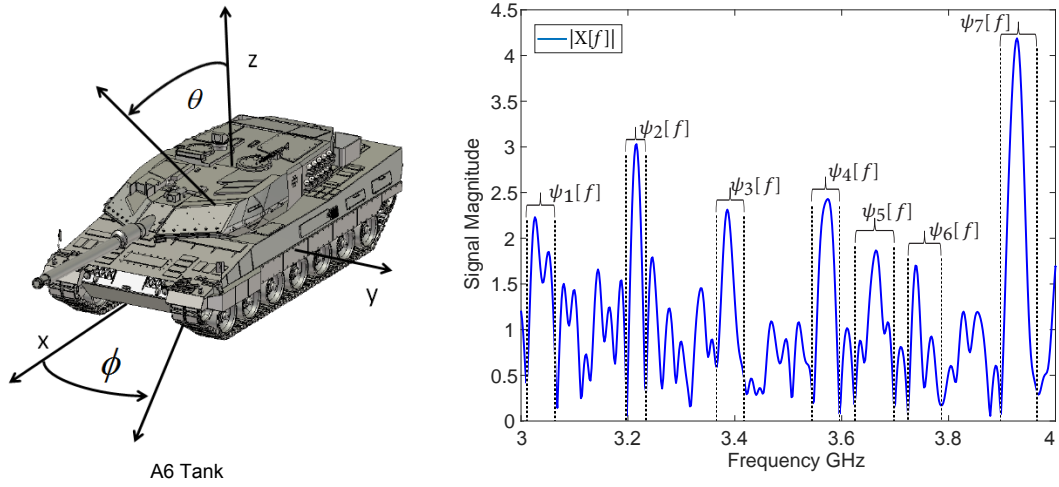 z
θ
y
x
ϕ
A6 Tank
|X[f]|
ψ1[f]
ψ2[f]
ψ3[f]
ψ4[f]
ψ5[f]
ψ6[f]
ψ7[f]
Signal Magnitude
4.5
4
3.5
3
2.5
2
1.5
1
0.5
0
3
3.2
3.4
3.6
3.8
4
Frequency GHz